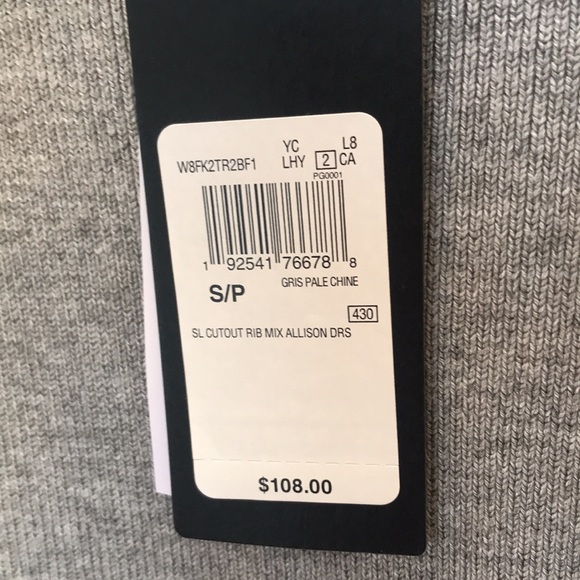 YC L8
W8FK2TR2BF1 LHY 2 CA
PG0001
1 92541 76678 8
S/P GRIS PALE CHINE
430
SL CUTOUT RIB MIX ALLISON DRS
$108.00